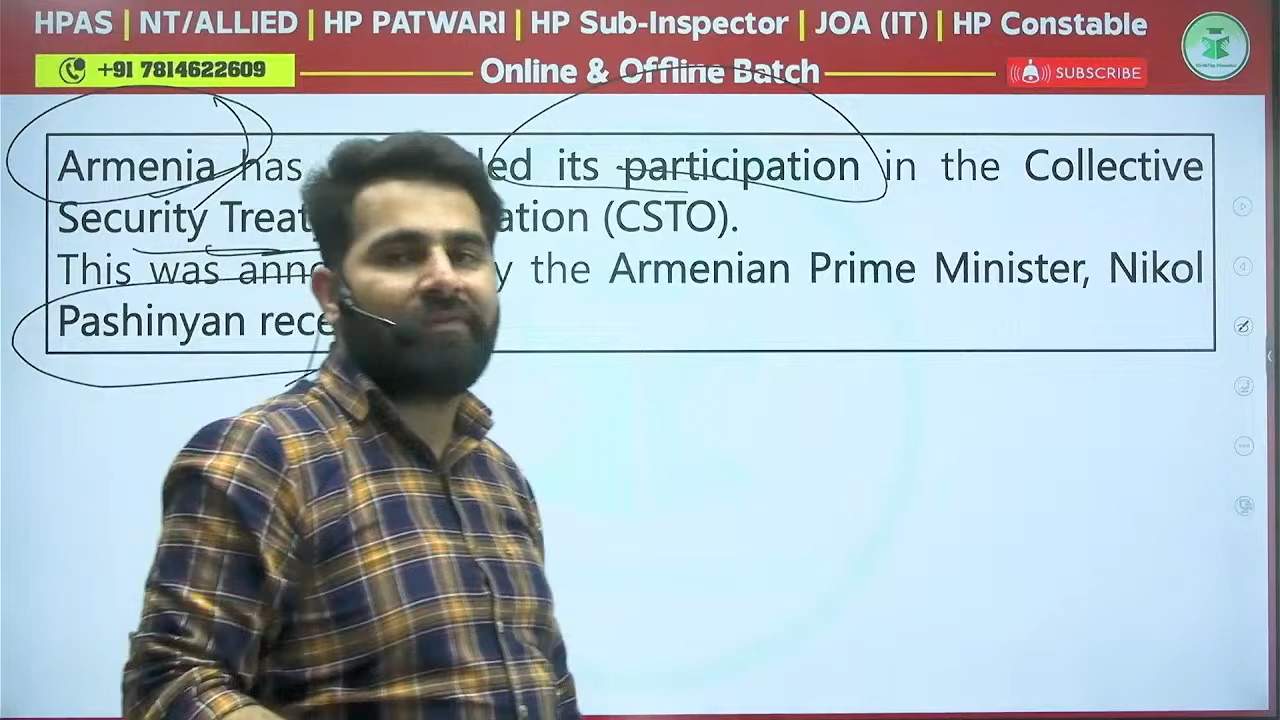 HPAS | NT/ALLIED | HP PATWARI | HP Sub-Inspector | JOA (IT) | HP Constable
+91 7814622609
Online & Offline Batch
SUBSCRIBE
Armenia has led its participation in the Collective
Security Treat ation (CSTO).
This was ann y the Armenian Prime Minister, Nikol
Pashinyan rece